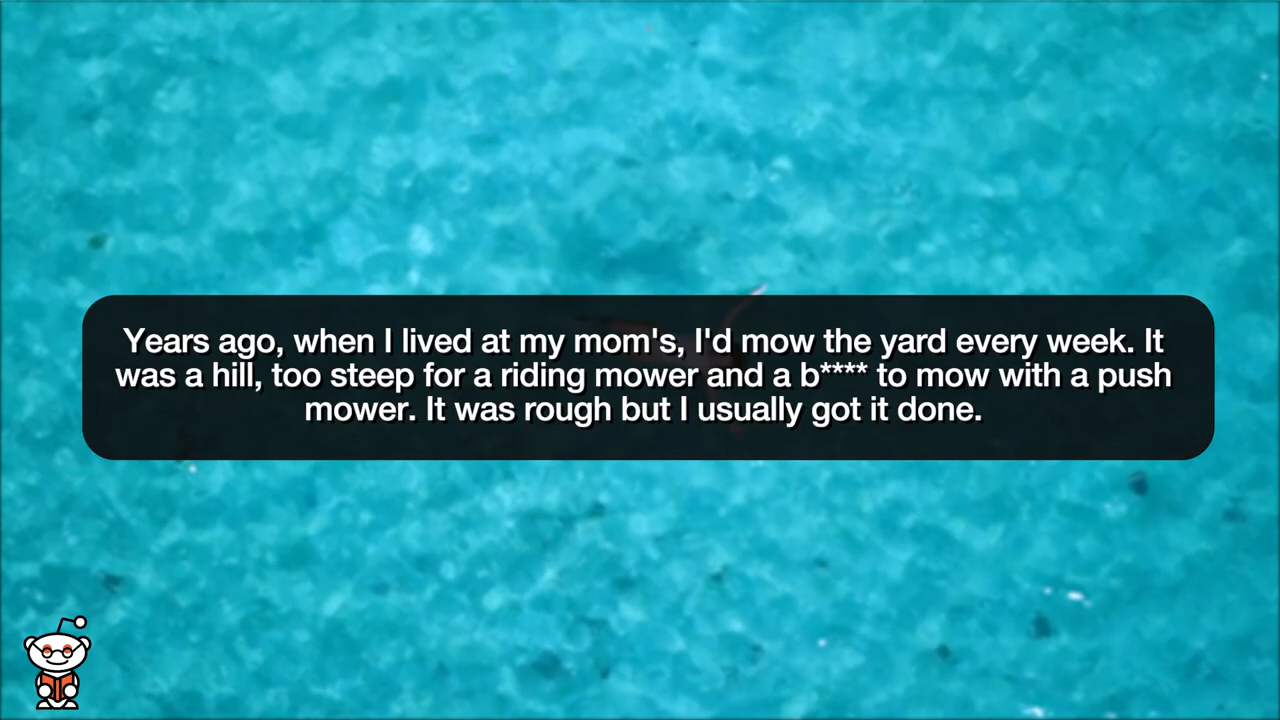 Years ago, when I lived at my mom's, I'd mow the yard every week. It
was a hill, too steep for a riding mower and a b**** to mow with a push
mower. It was rough but I usually got it done.